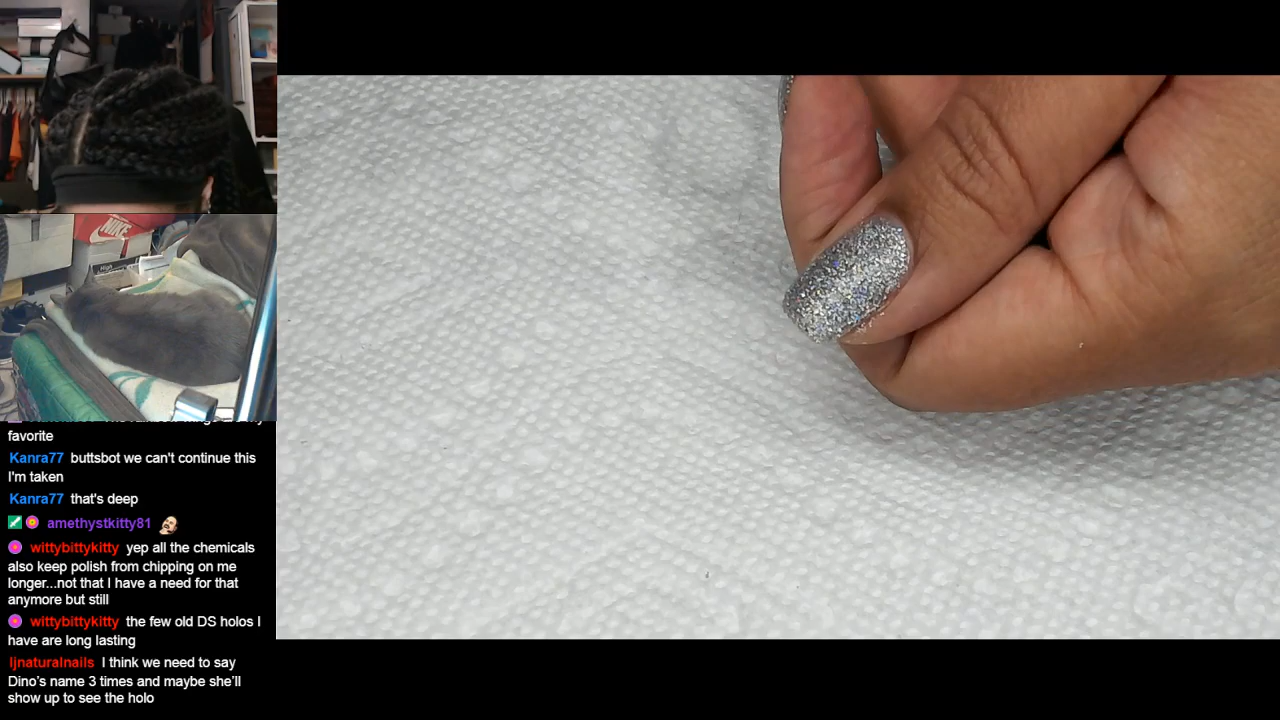 NIKE
favorite
Kanra77 buttsbot we can't continue this
I'm taken
Kanra77 that's deep
amethystkitty81
wittybittykitty yep all the chemicals
also keep polish from chipping on me
longer...not that I have a need for that
anymore but still
wittybittykitty the few old DS holos I
have are long lasting
ljnaturalnails I think we need to say
Dino's name 3 times and maybe she'll
show up to see the holo